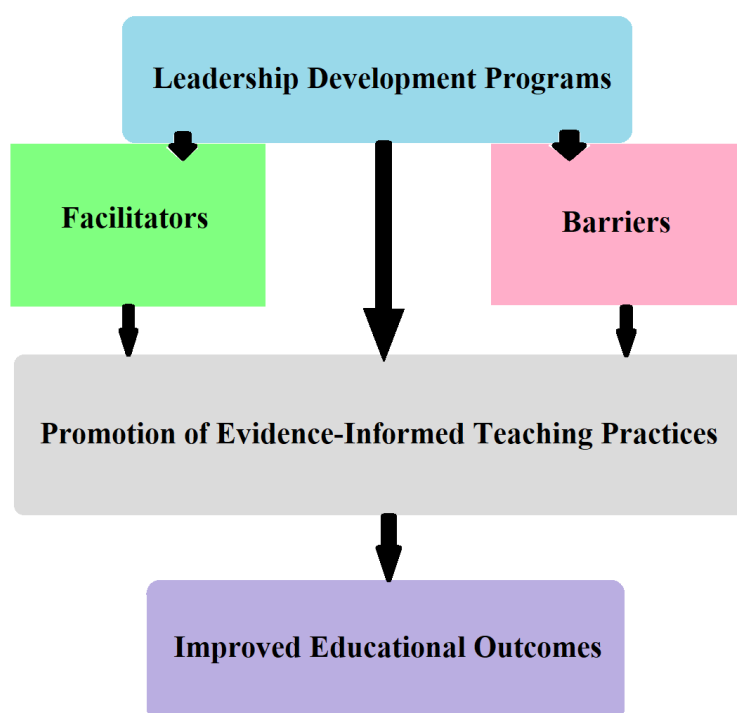 Leadership Development Programs
Facilitators
Barriers
Promotion of Evidence-Informed Teaching Practices
Improved Educational Outcomes